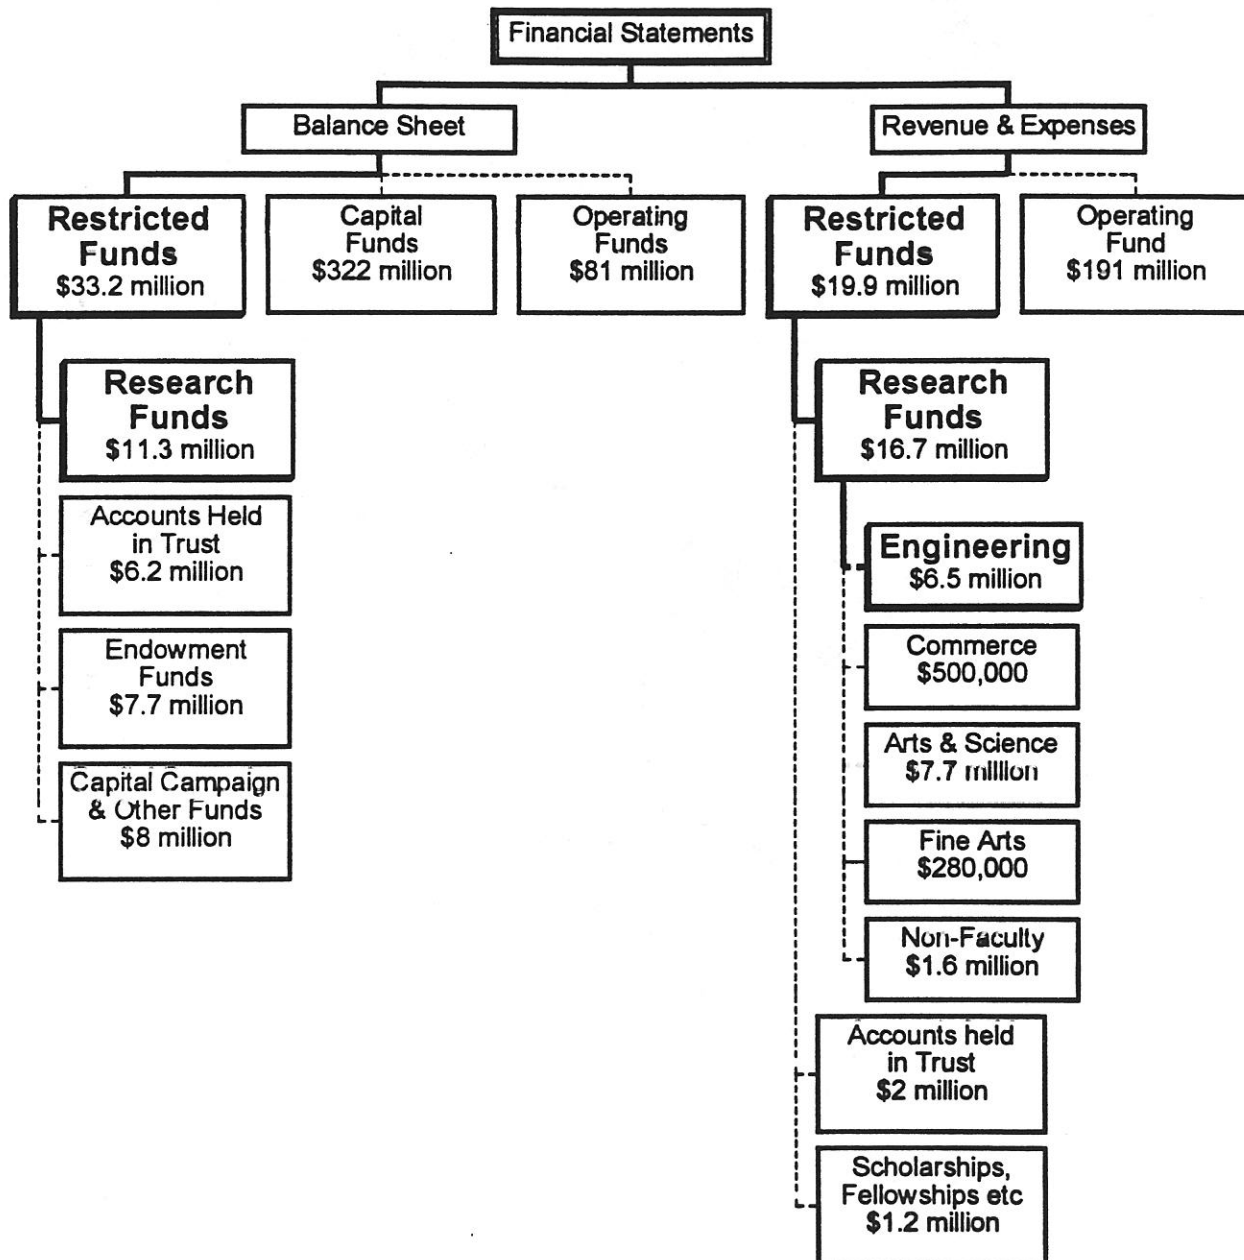 Financial Statements
Balance Sheet
Revenue & Expenses
Restricted
Funds
$33.2 million
Capital
Funds
$322 million
Operating
Funds
$81 million
Restricted
Funds
$19.9 million
Operating
Fund
$191 million
Research
Funds
$11.3 million
Accounts Held
in Trust
$6.2 million
Endowment
Funds
$7.7 million
Capital Campaign
& Other Funds
$8 million
Research
Funds
$16.7 million
Engineering
$6.5 million
Commerce
$500,000
Arts & Science
$7.7 million
Fine Arts
$280,000
Non-Faculty
$1.6 million
Accounts held
in Trust
$2 million
Scholarships,
Fellowships etc
$1.2 million